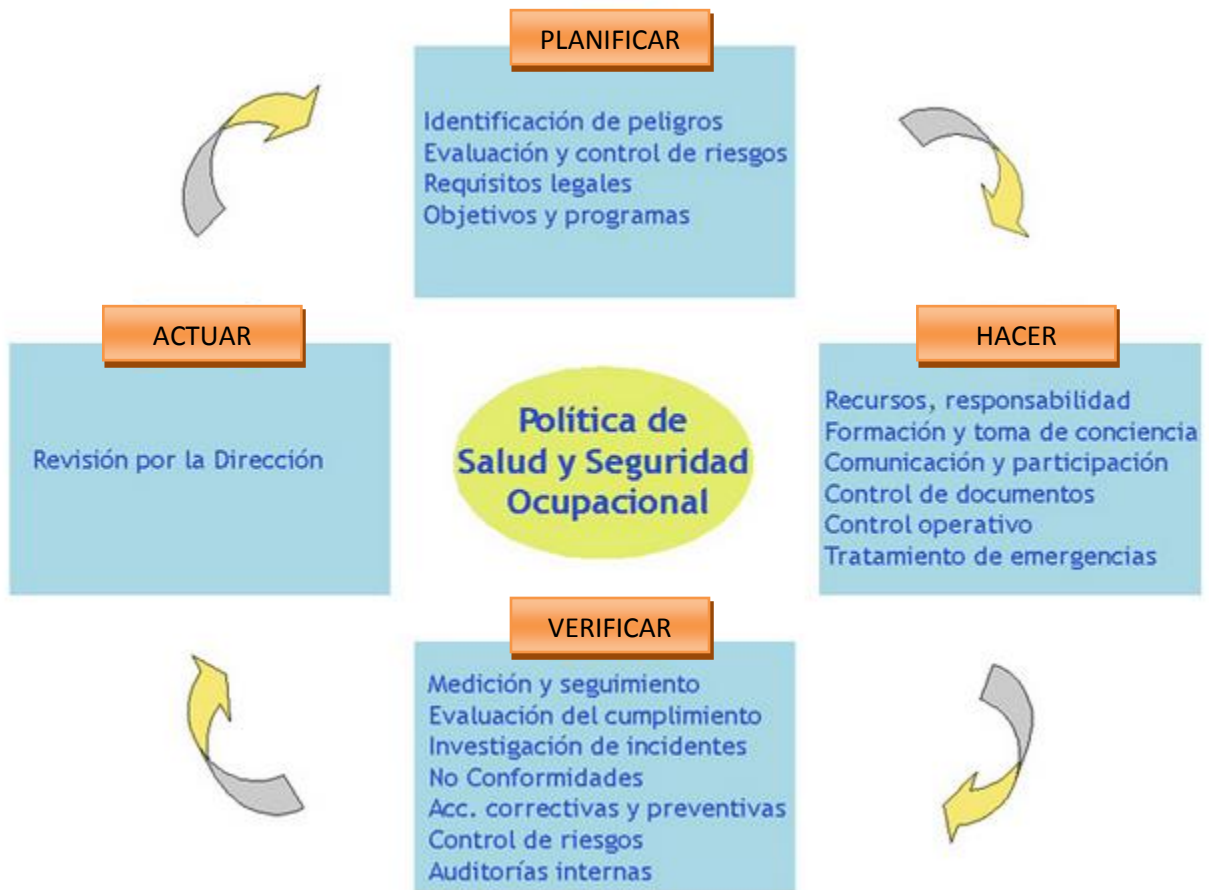 PLANIFICAR
Identificación de peligros
Evaluación y control de riesgos
Requisitos legales
Objetivos y programas
ACTUAR
Revisión por la Dirección
Política de
Salud y Seguridad
Ocupacional
HACER
Recursos, responsabilidad
Formación y toma de conciencia
Comunicación y participación
Control de documentos
Control operativo
Tratamiento de emergencias
VERIFICAR
Medición y seguimiento
Evaluación del cumplimiento
Investigación de incidentes
No Conformidades
Acc. correctivas y preventivas
Control de riesgos
Auditorías internas